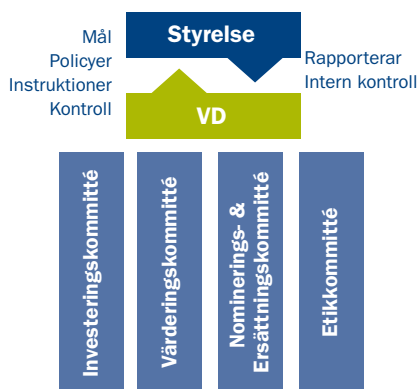 Mål
Policyer
Instruktioner
Kontroll
Styrelse
Rapporterar
Intern kontroll
VD
Investeringskommitté
Värderingskommitté
Nominerings- &
Ersättningskommitté
Etikkommitté